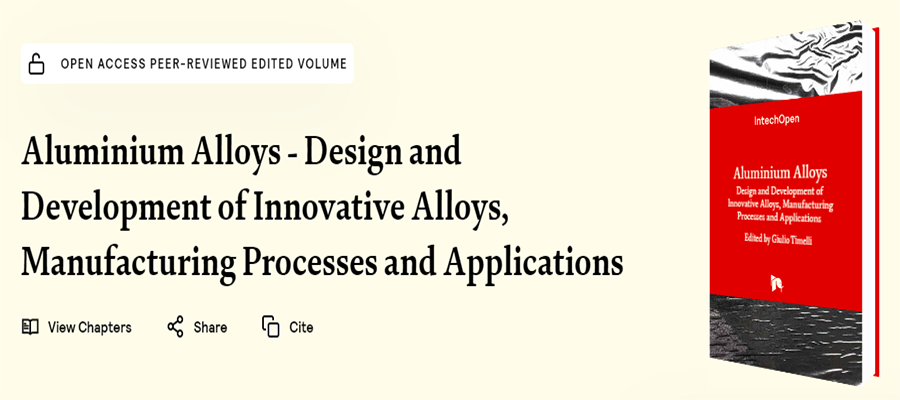 OPEN ACCESS PEER-REVIEWED EDITED VOLUME
Aluminium Alloys - Design and
Development of Innovative Alloys,
Manufacturing Processes and Applications
View Chapters
Share
Cite
IntechOpen
Aluminium Alloys
Design and Development of
Innovative Alloys, Manufacturing
Processes and Applications
Edited by Giulio Timelli